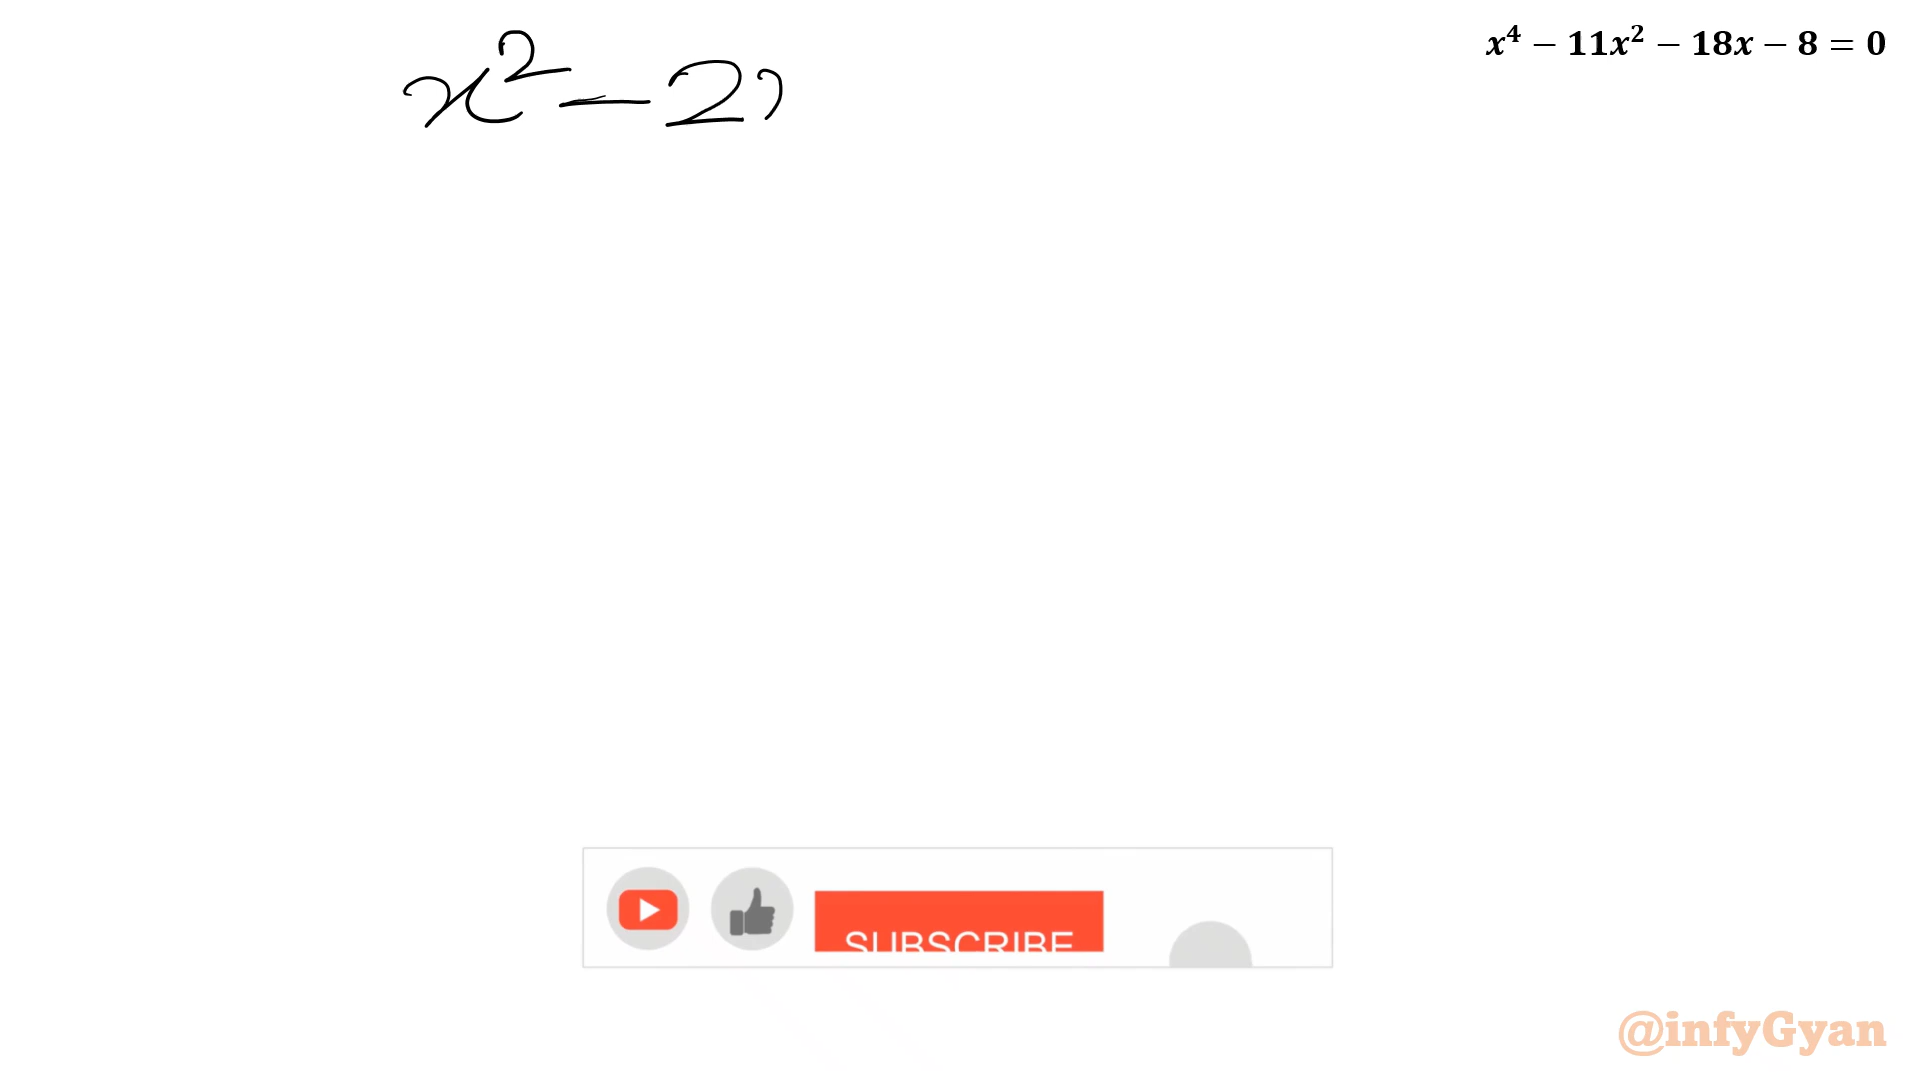 x⁴ − 11x² − 18x − 8 = 0
x² − 2
SUBSCRIBE
@infyGyan